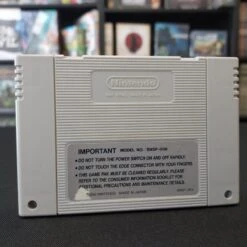 Nintendo
IMPORTANT MODEL NO. SNSP-006
• DO NOT TURN THE POWER SWITCH ON AND OFF RAPIDLY.
• DO NOT TOUCH THE EDGE CONNECTOR WITH YOUR FINGERS.
• THIS GAME PAK MUST BE CLEANED REGULARLY. PLEASE
REFER TO THE CONSUMER INFORMATION BOOKLET FOR
ADDITIONAL PRECAUTIONS AND MAINTENANCE DETAILS.
NINTENDO MADE IN JAPAN